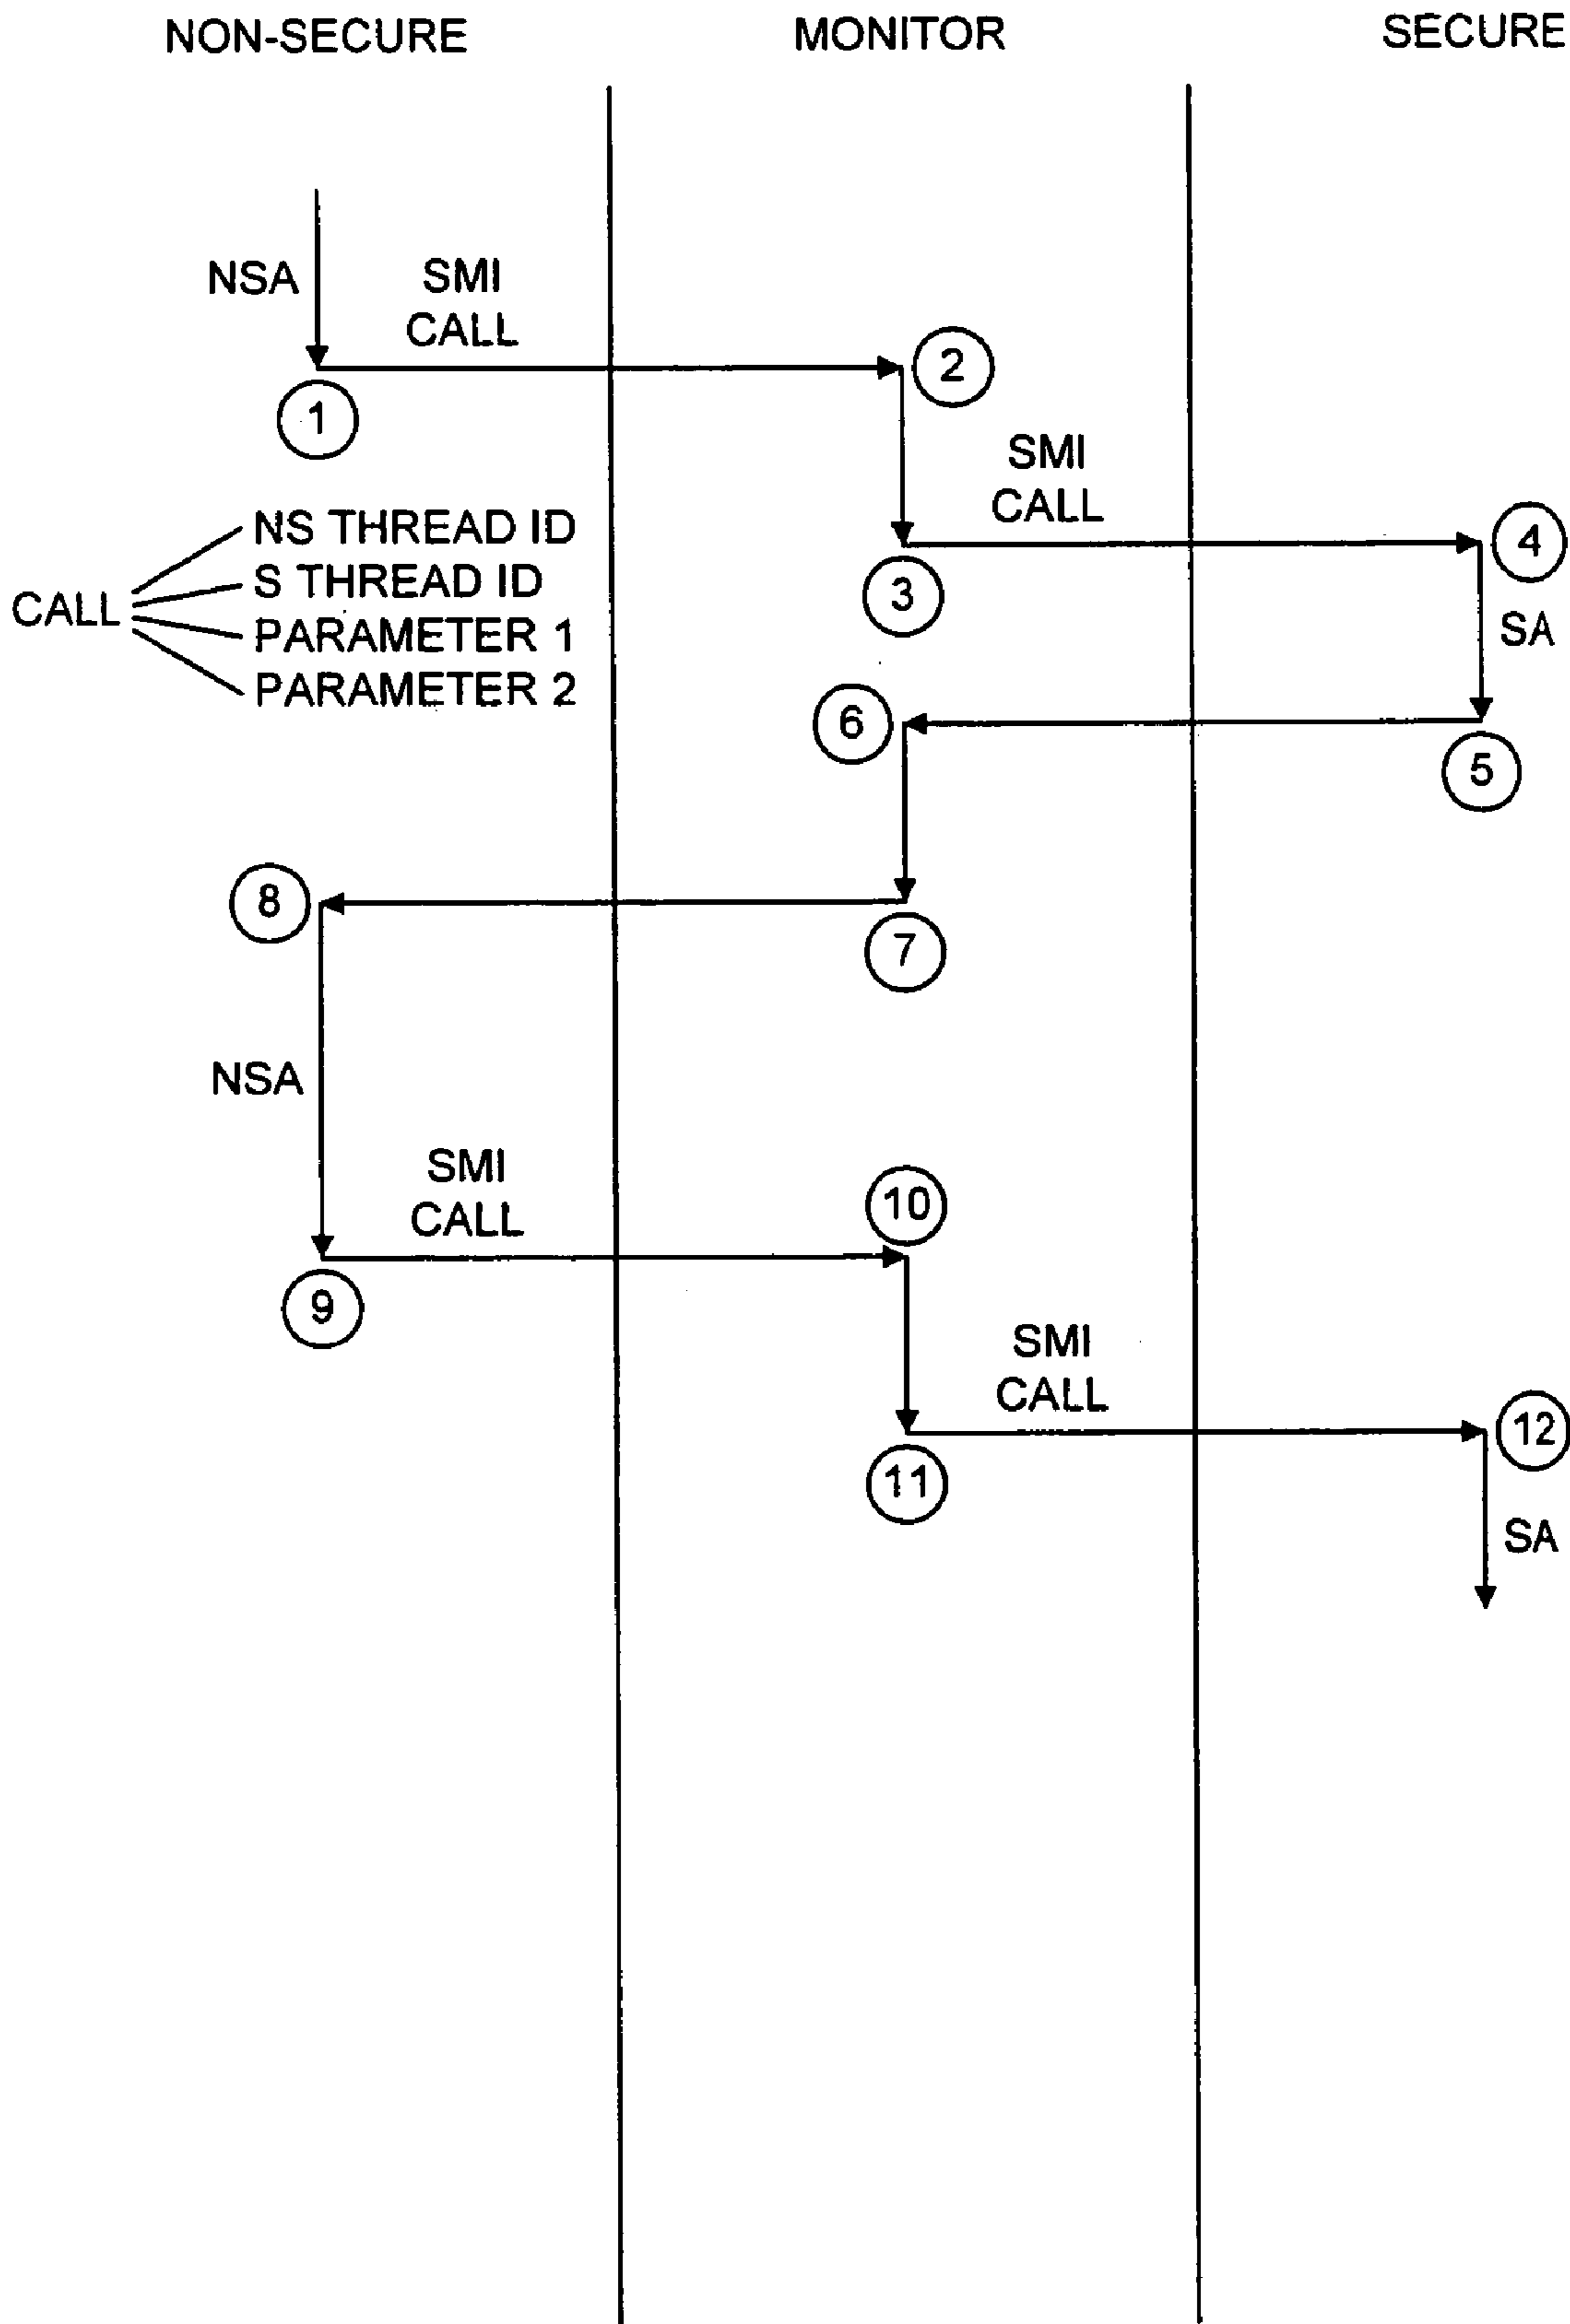 NON-SECURE
MONITOR
SECURE
NSA
SMI
CALL
2
1
SMI
CALL
4
NS THREAD ID
S THREAD ID
CALL
PARAMETER 1
PARAMETER 2
3
SA
6
5
8
7
NSA
SMI
CALL
10
9
SMI
CALL
12
11
SA